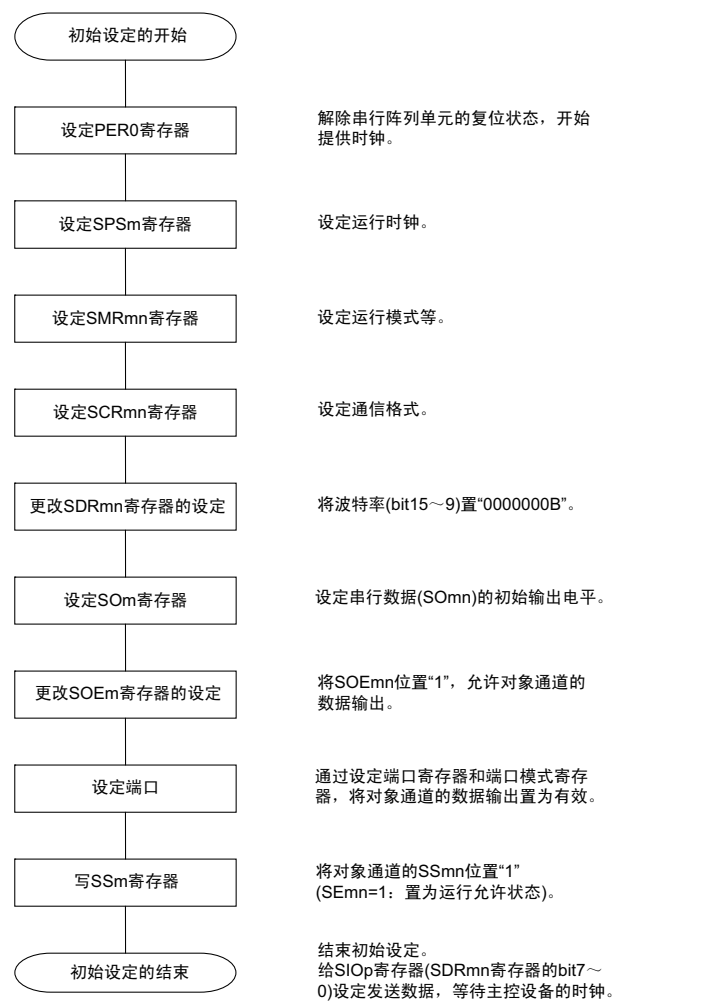 初始设定的开始
设定PER0寄存器
解除串行阵列单元的复位状态，开始
提供时钟。
设定SPSm寄存器
设定运行时钟。
设定SMRmn寄存器
设定运行模式等。
设定SCRmn寄存器
设定通信格式。
更改SDRmn寄存器的设定
将波特率(bit15～9)置“0000000B”。
设定SOm寄存器
设定串行数据(SOmn)的初始输出电平。
更改SOEm寄存器的设定
将SOEmn位置“1”，允许对象通道的
数据输出。
设定端口
通过设定端口寄存器和端口模式寄存
器，将对象通道的数据输出置为有效。
写SSm寄存器
将对象通道的SSmn位置“1”
(SEmn=1：置为运行允许状态)。
初始设定的结束
结束初始设定。
给SIOp寄存器(SDRmn寄存器的bit7～
0)设定发送数据，等待主控设备的时钟。